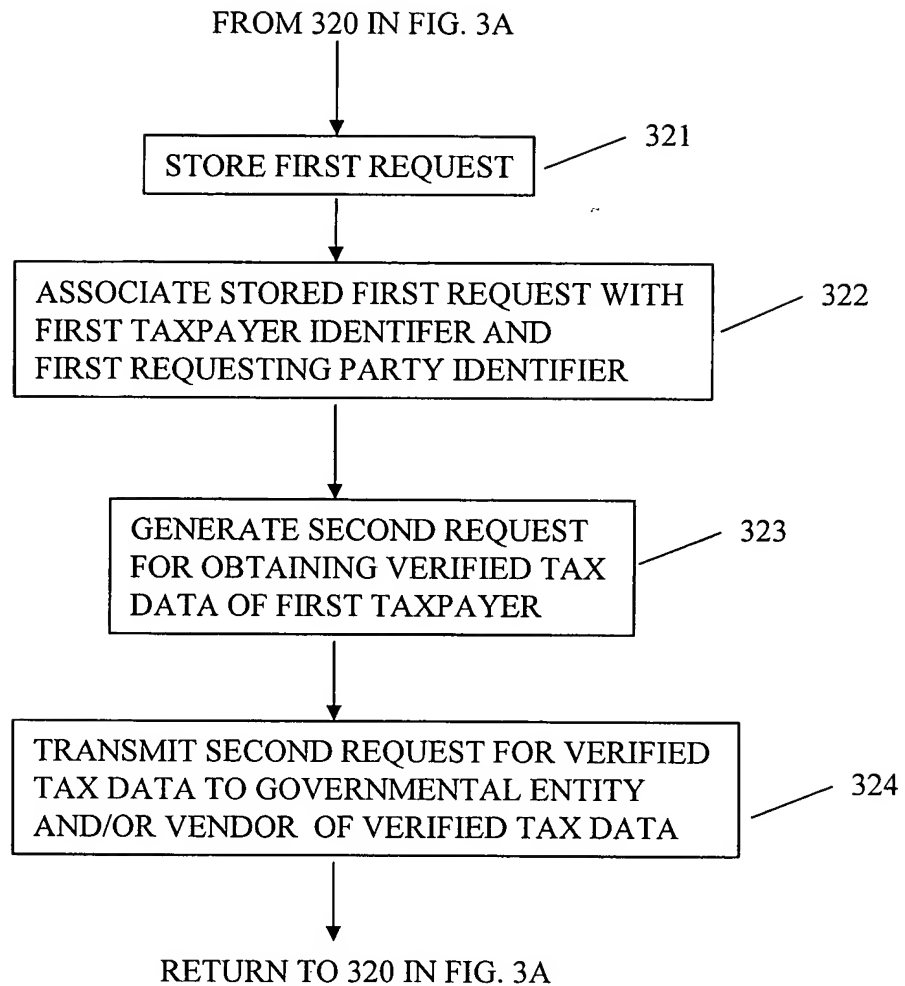 FROM 320 IN FIG. 3A
STORE FIRST REQUEST
321
ASSOCIATE STORED FIRST REQUEST WITH
FIRST TAXPAYER IDENTIFER AND
FIRST REQUESTING PARTY IDENTIFIER
322
GENERATE SECOND REQUEST
FOR OBTAINING VERIFIED TAX
DATA OF FIRST TAXPAYER
323
TRANSMIT SECOND REQUEST FOR VERIFIED
TAX DATA TO GOVERNMENTAL ENTITY
AND/OR VENDOR OF VERIFIED TAX DATA
324
RETURN TO 320 IN FIG. 3A